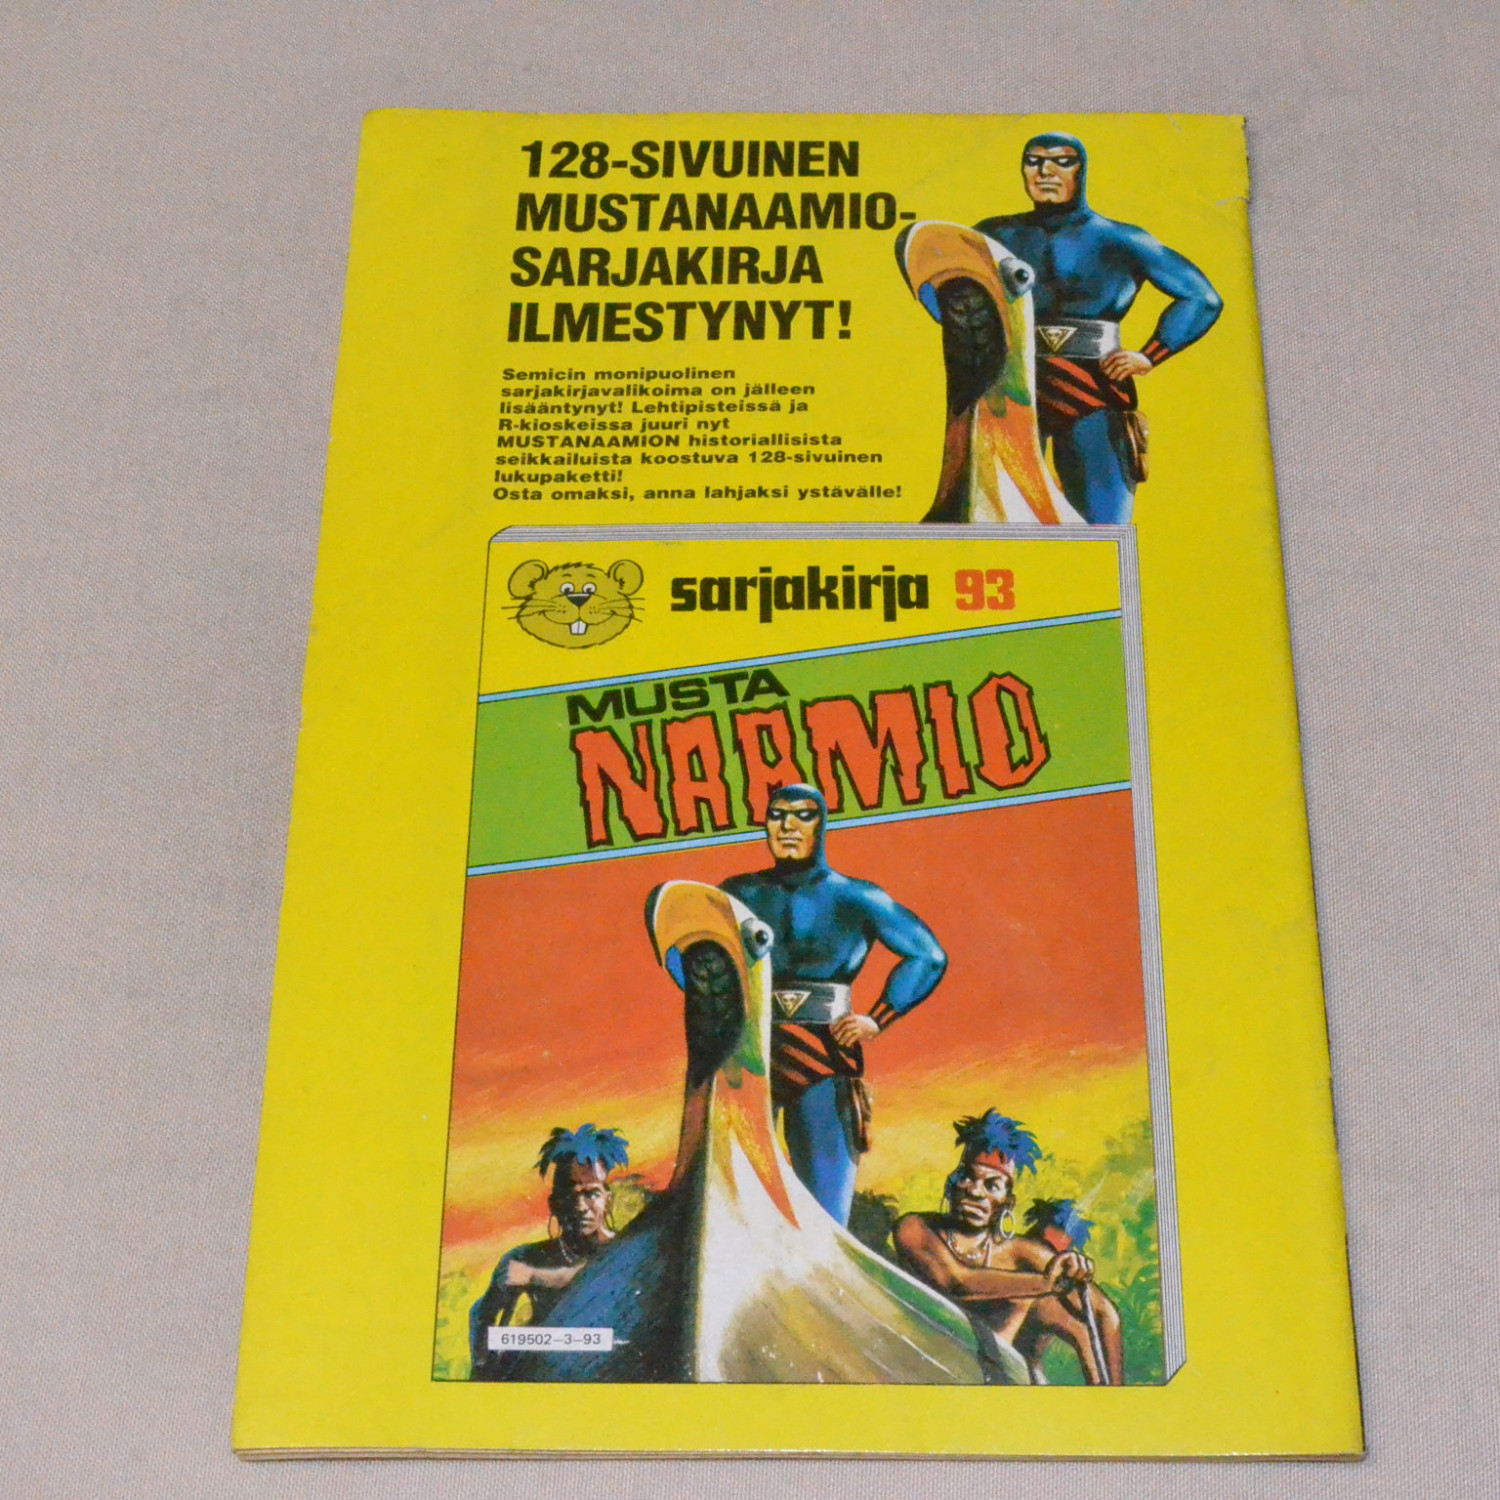 128-SIVUINEN
MUSTANAAMIO-
SARJAKIRJA
ILMESTYNYT!
Semicin monipuolinen
sarjakirjavalikoima on jälleen
lisääntynyt! Lehtipisteissä ja
R-kioskeissa juuri nyt
MUSTANAAMION historiallisista
seikkailuista koostuva 128-sivuinen
lukupaketti!
Osta omaksi, anna lahjaksi ystävälle!
sarjakirja 93
MUSTA
NAAMIO
619502-3-93